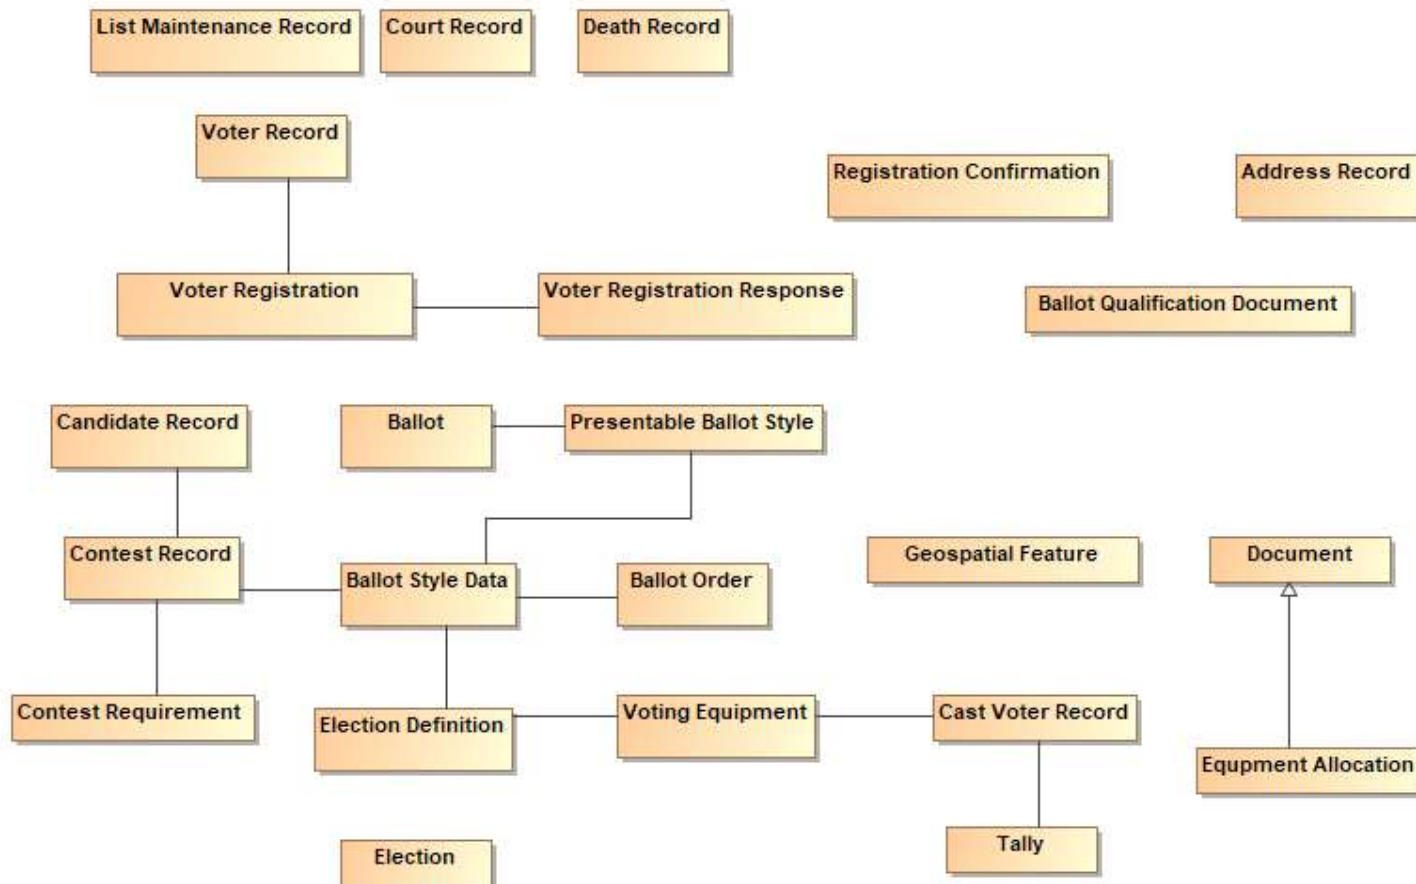 List Maintenance Record
Court Record
Death Record
Voter Record
Registration Confirmation
Address Record
Voter Registration
Voter Registration Response
Ballot Qualification Document
Candidate Record
Ballot
Presentable Ballot Style
Contest Record
Ballot Style Data
Ballot Order
Geospatial Feature
Document
Contest Requirement
Election Definition
Voting Equipment
Cast Voter Record
Equpment Allocation
Tally
Election